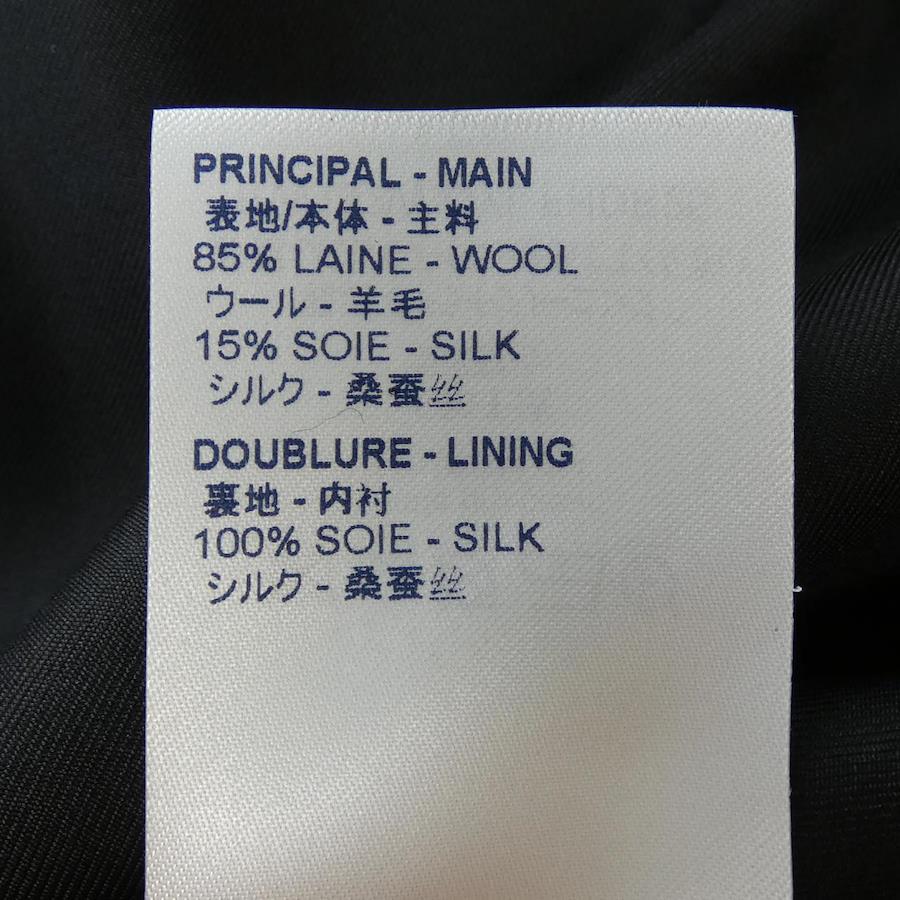 PRINCIPAL - MAIN
表地/本体 - 主料
85% LAINE - WOOL
ウール - 羊毛
15% SOIE - SILK
シルク - 桑蚕丝
DOUBLURE - LINING
裏地 - 内衬
100% SOIE - SILK
シルク - 桑蚕丝